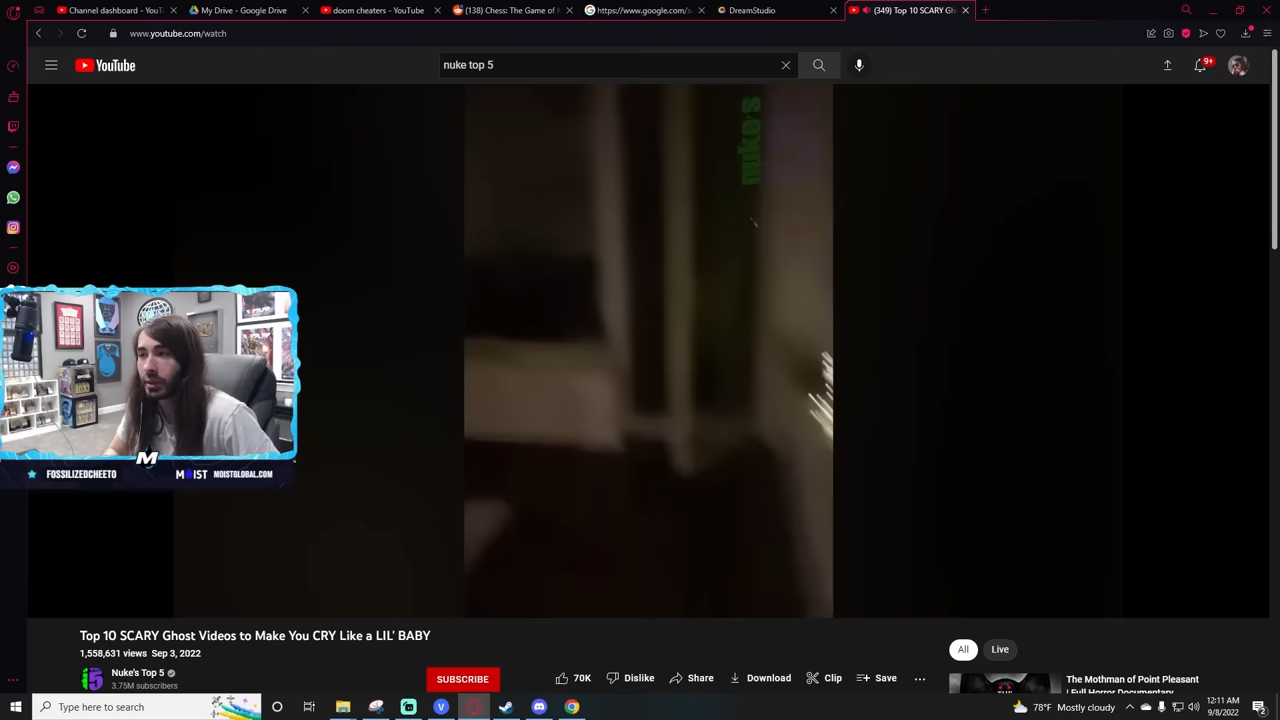 Channel dashboard - YouT
My Drive - Google Drive
doom cheaters - YouTube
(138) Chess: The Game of
https://www.google.com/s
DreamStudio
(349) Top 10 SCARY Gh
www.youtube.com/watch
YouTube
nuke top 5
9+
NUKE'S
FOSSILIZEDCHEETO
M
MOIST
MOISTGLOBAL.COM
Top 10 SCARY Ghost Videos to Make You CRY Like a LIL' BABY
1,558,631 views Sep 3, 2022
Nuke's Top 5
3.75M subscribers
SUBSCRIBE
70K
Dislike
Share
Download
Clip
Save
All
Live
The Mothman of Point Pleasant
| Full Horror Documentary
Type here to search
78°F Mostly cloudy
12:11 AM
9/8/2022